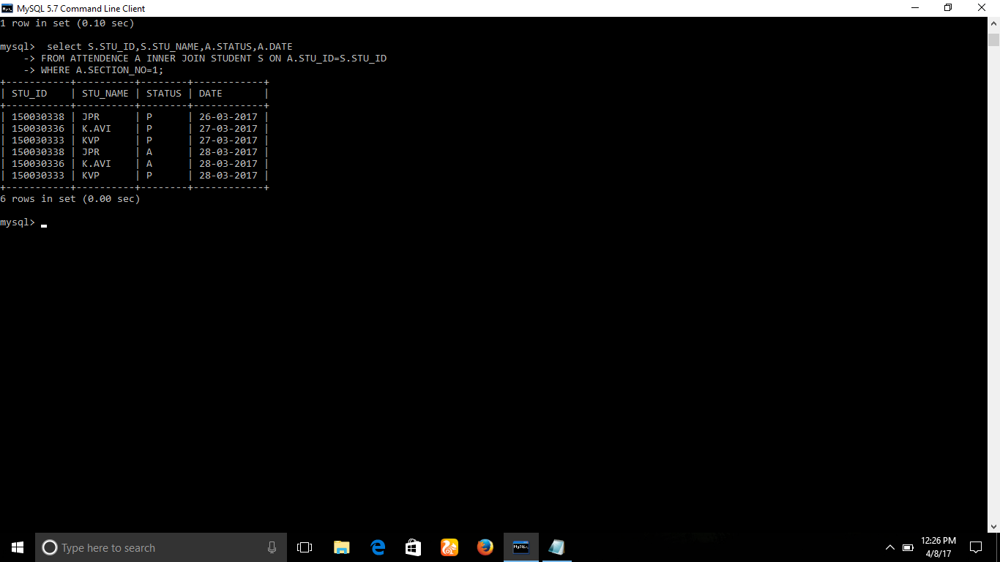 MySQL 5.7 Command Line Client
1 row in set (0.10 sec)
mysql>  select S.STU_ID,S.STU_NAME,A.STATUS,A.DATE
    -> FROM ATTENDENCE A INNER JOIN STUDENT S ON A.STU_ID=S.STU_ID
    -> WHERE A.SECTION_NO=1;
+-----------+----------+--------+------------+
| STU_ID    | STU_NAME | STATUS | DATE       |
+-----------+----------+--------+------------+
| 150030338 | JPR      | P      | 26-03-2017 |
| 150030336 | K.AVI    | P      | 27-03-2017 |
| 150030333 | KVP      | P      | 27-03-2017 |
| 150030338 | JPR      | A      | 28-03-2017 |
| 150030336 | K.AVI    | A      | 28-03-2017 |
| 150030333 | KVP      | P      | 28-03-2017 |
+-----------+----------+--------+------------+
6 rows in set (0.00 sec)
mysql> _
Type here to search
12:26 PM
4/8/17